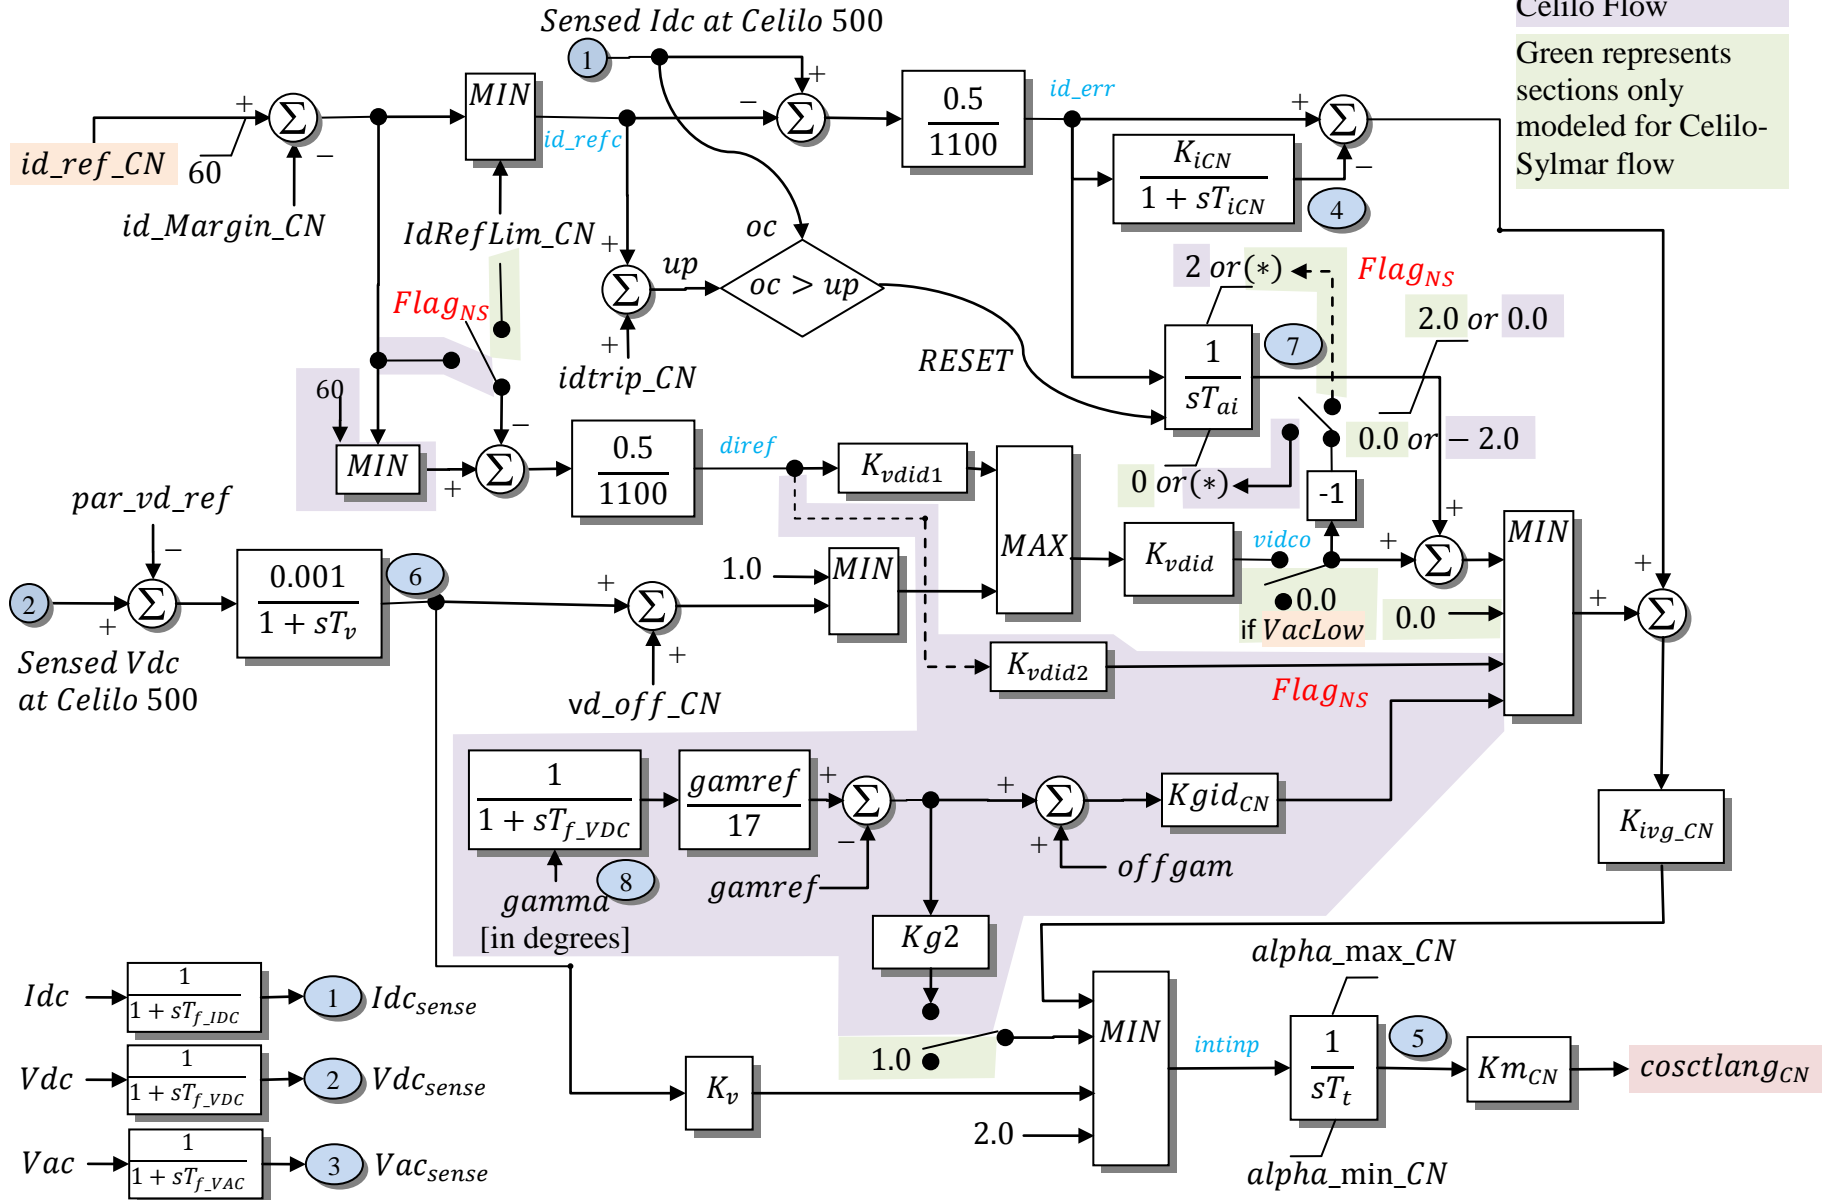 Sensed Idc at Celilo 500
1
Celilo Flow
Green represents
sections only
modeled for Celilo-
Sylmar flow
id_ref_CN
+
60
Σ
−
id_Margin_CN
MIN
id_refc
IdRefLim_CN
−
+
Σ
0.5
1100
id_err
K_iCN
1 + sT_iCN
4
+
Σ
−
oc
up
oc > up
+
Σ
+
idtrip_CN
Flag_NS
RESET
2 or(∗)
Flag_NS
1
sT_ai
7
0 or(∗)
2.0 or 0.0
0.0 or − 2.0
60
MIN
+
Σ
−
0.5
1100
diref
K_vdid1
MAX
K_vdid
vidco
-1
0.0
if VacLow
+
Σ
+
MIN
0.0
+
Σ
+
par_vd_ref
−
2
+
Σ
Sensed Vdc
at Celilo 500
0.001
1 + sT_v
6
+
Σ
+
vd_off_CN
1.0
MIN
K_vdid2
Flag_NS
1
1 + sT_f_VDC
gamma
[in degrees]
8
gamref
17
+
Σ
−
gamref
+
Σ
+
offgam
Kgid_CN
K_ivg_CN
Kg2
1.0
K_v
2.0
MIN
intinp
alpha_max_CN
1
sT_t
alpha_min_CN
5
Km_CN
cosctlang_CN
Idc
1
1 + sT_f_IDC
1
Idc_sense
Vdc
1
1 + sT_f_VDC
2
Vdc_sense
Vac
1
1 + sT_f_VAC
3
Vac_sense